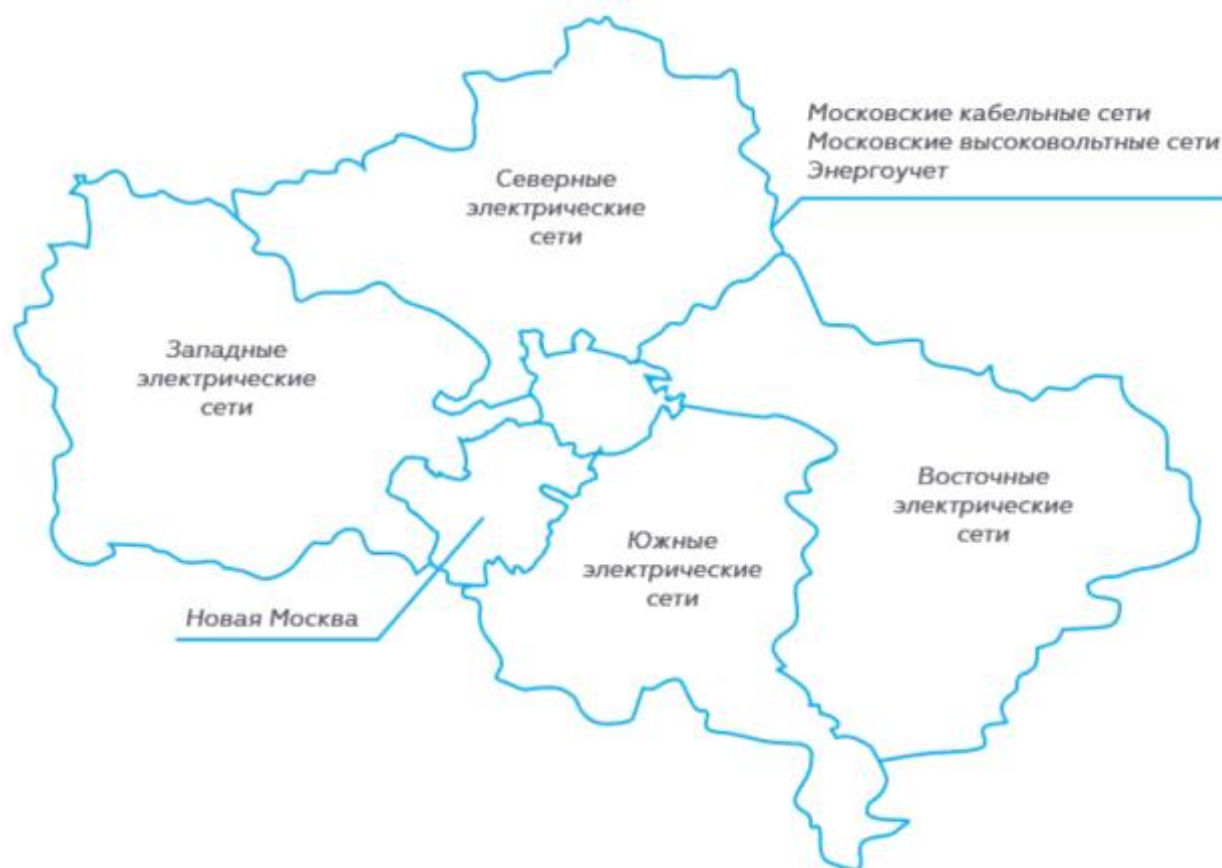 Московские кабельные сети
Московские высоковольтные сети
Энергоучет
Северные
электрические
сети
Западные
электрические
сети
Восточные
электрические
сети
Южные
электрические
сети
Новая Москва